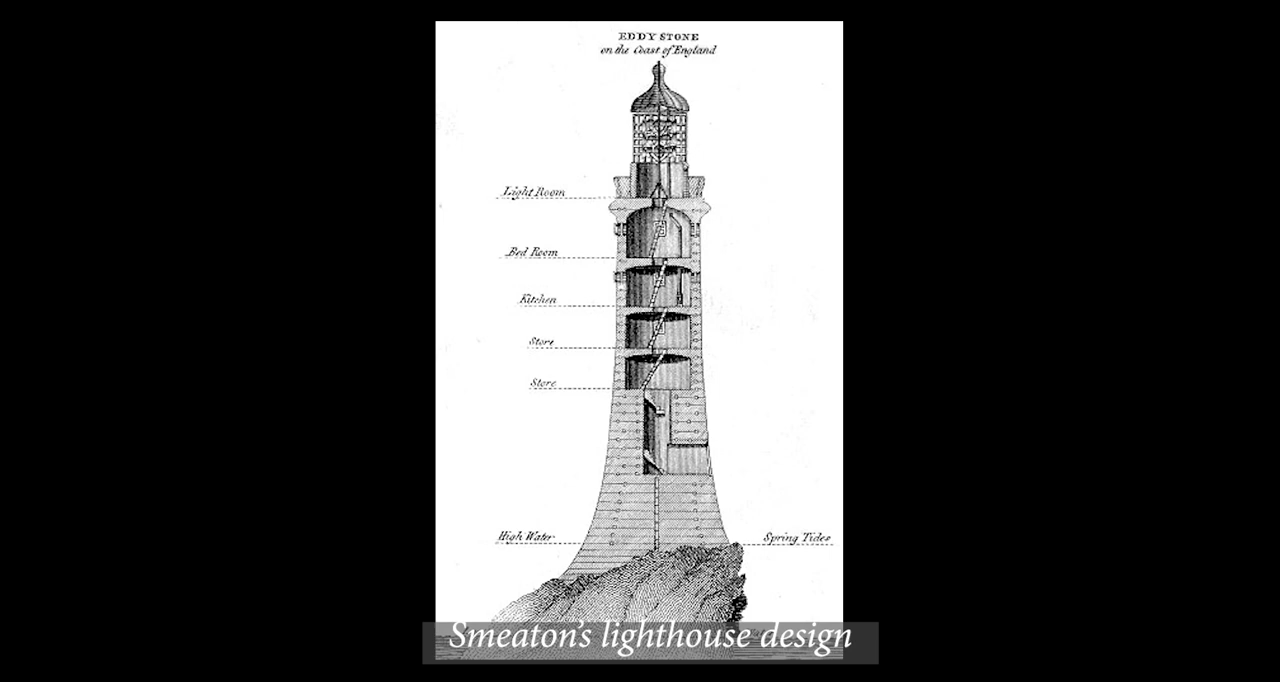 EDDY STONE
on the Coast of England
Light Room
Bed Room
Kitchen
Store
Store
High Water
Spring Tides
Smeaton's lighthouse design